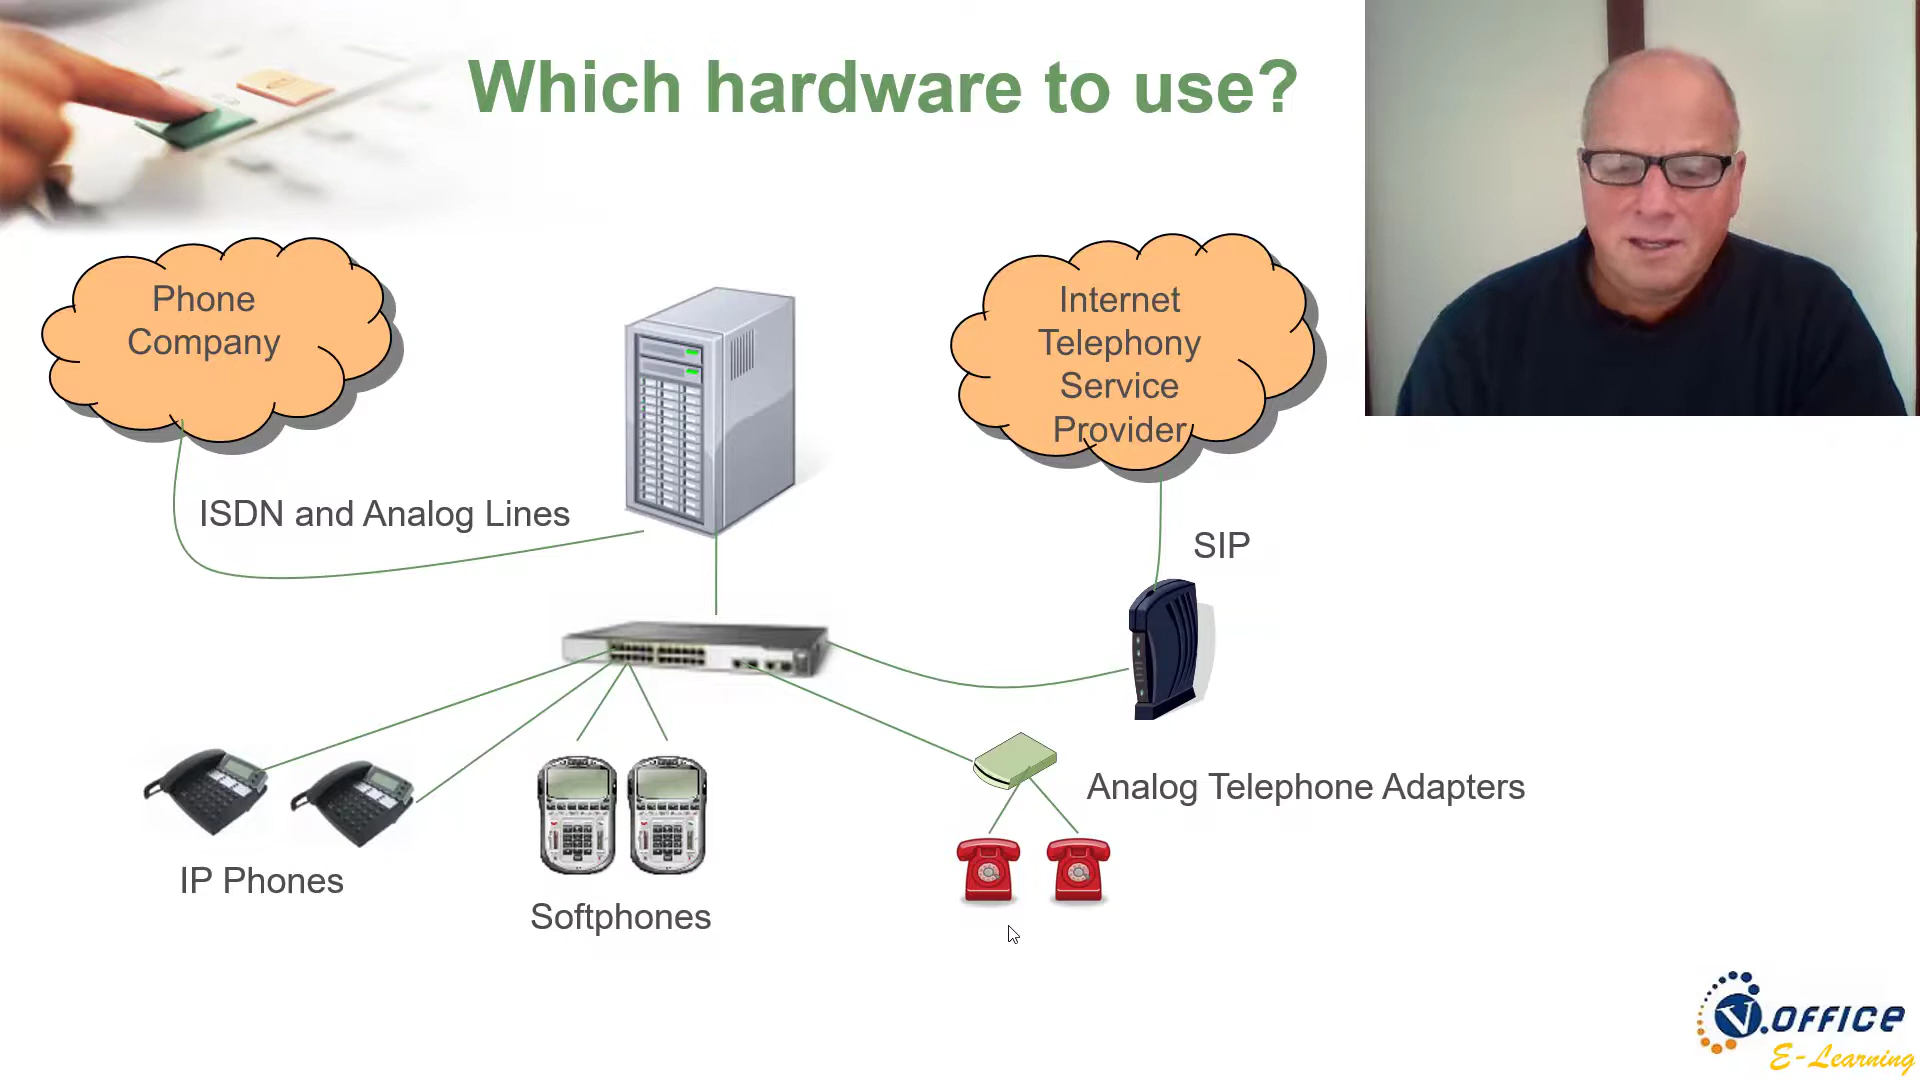 Which hardware to use?
Phone
Company
Internet
Telephony
Service
Provider
ISDN and Analog Lines
SIP
Analog Telephone Adapters
IP Phones
Softphones
V.OFFICE
E-Learning